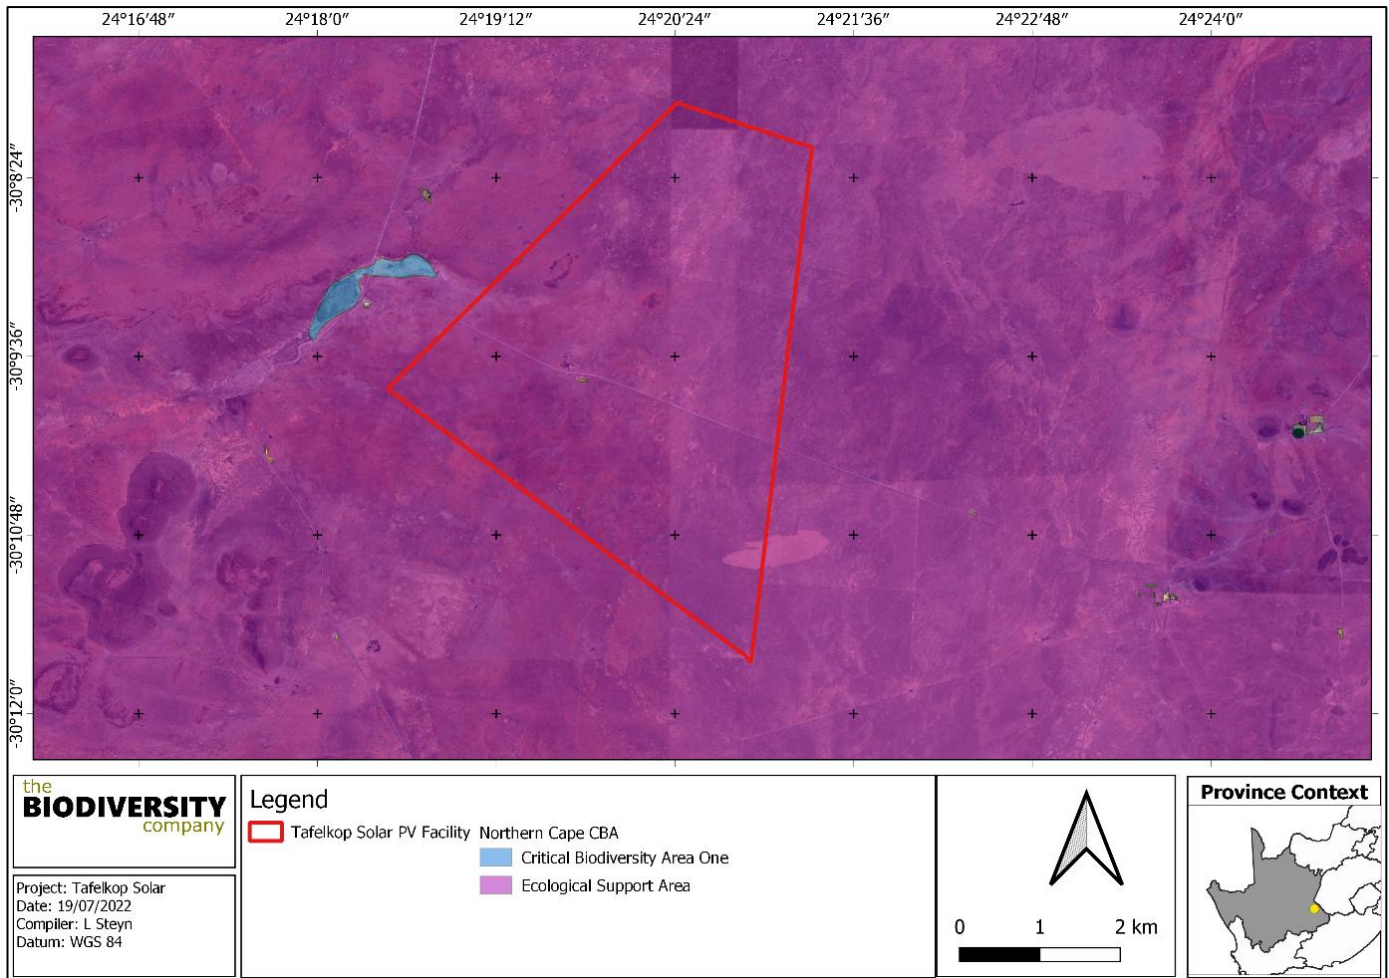 24°16'48″ 24°18'0″ 24°19'12″ 24°20'24″ 24°21'36″ 24°22'48″ 24°24'0″
-30°8'24″
-30°9'36″
-30°10'48″
-30°12'0″
the
BIODIVERSITY
company
Project: Tafelkop Solar
Date: 19/07/2022
Compiler: L Steyn
Datum: WGS 84
Legend
Tafelkop Solar PV Facility
Northern Cape CBA
Critical Biodiversity Area One
Ecological Support Area
0 1 2 km
Province Context